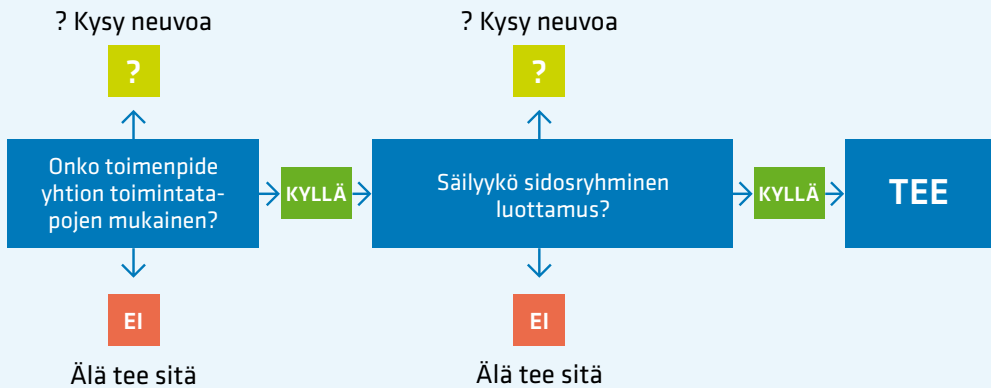 ? Kysy neuvoa
? Kysy neuvoa
?
?
Onko toimenpide
yhtion toimintata-
pojen mukainen?
KYLLÄ
Säilyykö sidosryhminen
luottamus?
KYLLÄ
TEE
EI
EI
Älä tee sitä
Älä tee sitä